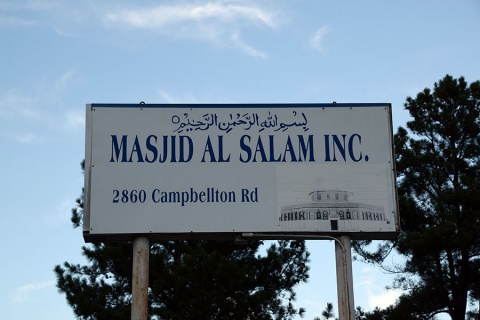 بسم الله الرحمن الرحيم
MASJID AL SALAM INC.
2860 Campbellton Rd